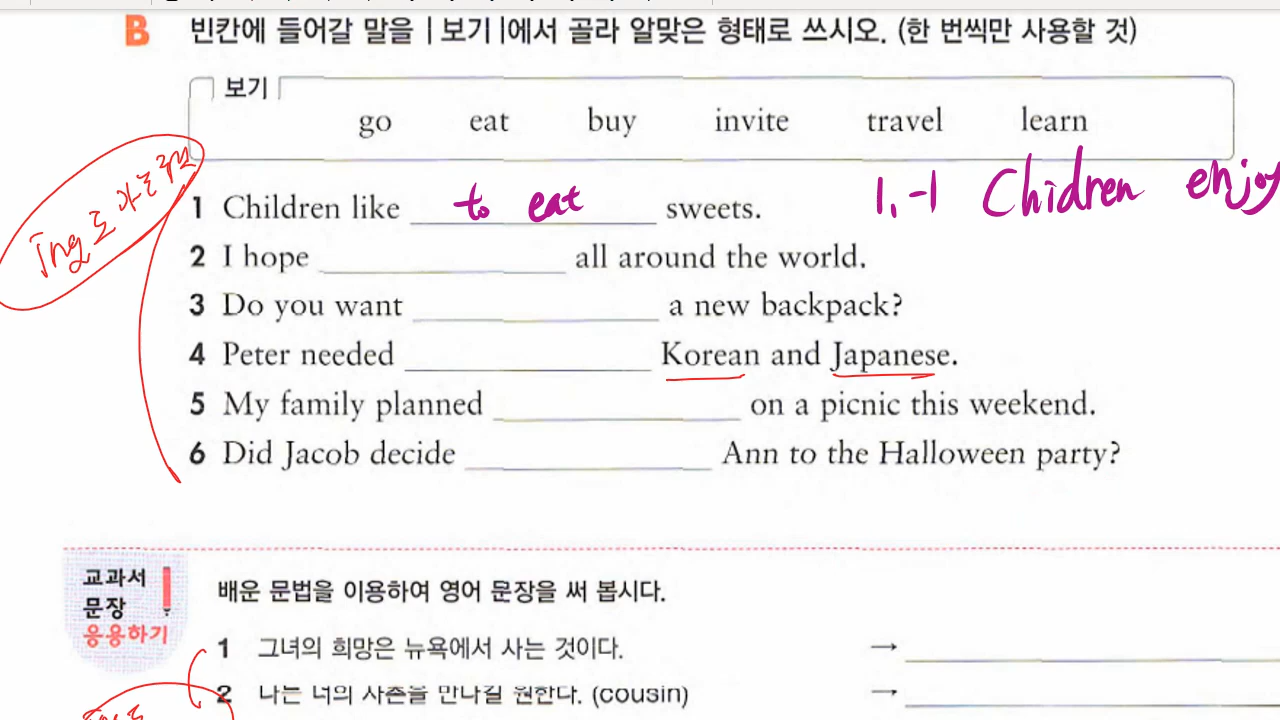 B 빈칸에 들어갈 말을 |보기|에서 골라 알맞은 형태로 쓰시오. (한 번씩만 사용할 것)
보기
go eat buy invite travel learn
ing도
1 Children like to eat sweets.
1.-1 Chidren enjoy
2 I hope ____ all around the world.
3 Do you want ____ a new backpack?
4 Peter needed ____ Korean and Japanese.
5 My family planned ____ on a picnic this weekend.
6 Did Jacob decide ____ Ann to the Halloween party?
교과서
문장
응용하기
배운 문법을 이용하여 영어 문장을 써 봅시다.
1 그녀의 희망은 뉴욕에서 사는 것이다. →
2 나는 너의 사촌을 만나길 원한다. (cousin) →